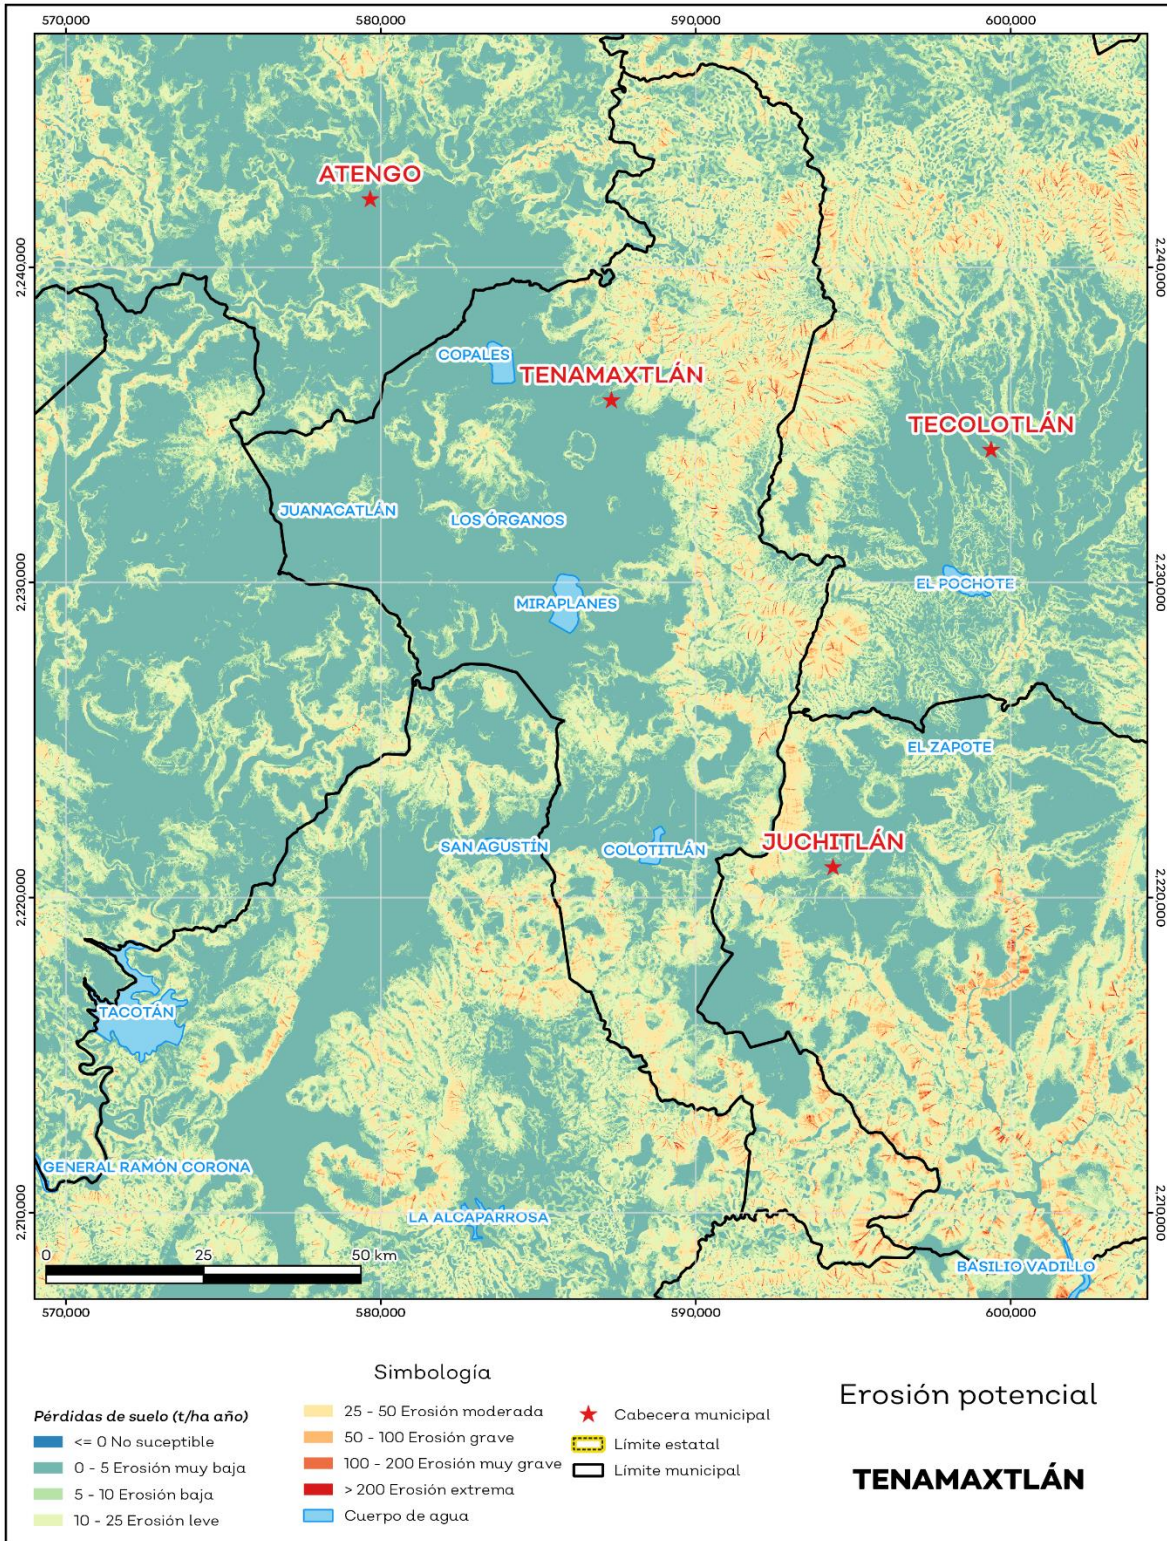 570,000
580,000
590,000
600,000
ATENGO
2,240,000
2,240,000
COPALES
TENAMAXTLÁN
TECOLOTLÁN
JUANACATLÁN
LOS ÓRGANOS
2,230,000
2,230,000
EL POCHOTE
MIRAPLANES
EL ZAPOTE
SAN AGUSTÍN
COLOTITLÁN
JUCHITLÁN
2,220,000
2,220,000
TACOTÁN
GENERAL RAMÓN CORONA
LA ALCAPARROSA
2,210,000
2,210,000
BASILIO VADILLO
0
25
50 km
570,000
580,000
590,000
600,000
Simbología
Pérdidas de suelo (t/ha año)
<= 0 No suceptible
0 - 5 Erosión muy baja
5 - 10 Erosión baja
10 - 25 Erosión leve
25 - 50 Erosión moderada
50 - 100 Erosión grave
100 - 200 Erosión muy grave
> 200 Erosión extrema
Cuerpo de agua
Cabecera municipal
Límite estatal
Límite municipal
Erosión potencial
TENAMAXTLÁN